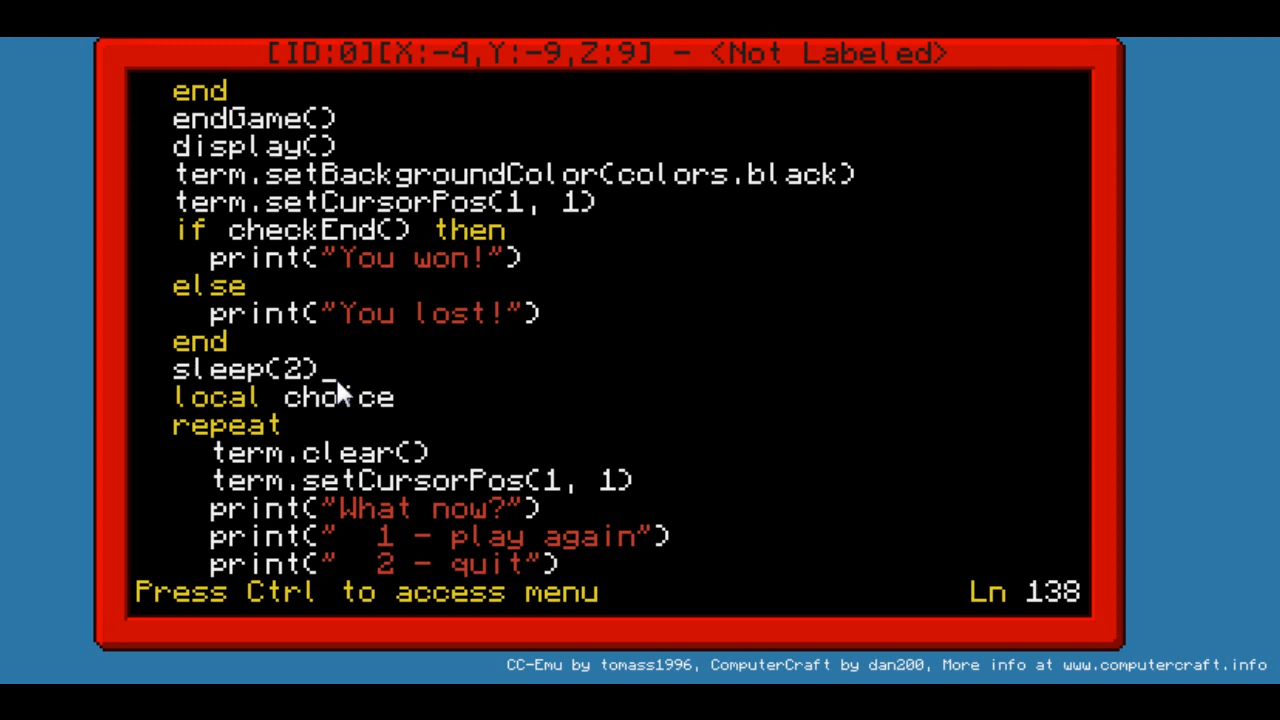 [ID:0][X:-4,Y:-9,Z:9] - <Not Labeled>
end
endGame()
display()
term.setBackgroundColor(colors.black)
term.setCursorPos(1, 1)
if checkEnd() then
print("You won!")
else
print("You lost!")
end
sleep(2)_
local choice
repeat
term.clear()
term.setCursorPos(1, 1)
print("What now?")
print("  1 - play again")
print("  2 - quit")
Press Ctrl to access menu Ln 138
CC-Emu by tomass1996, ComputerCraft by dan200, More info at www.computercraft.info